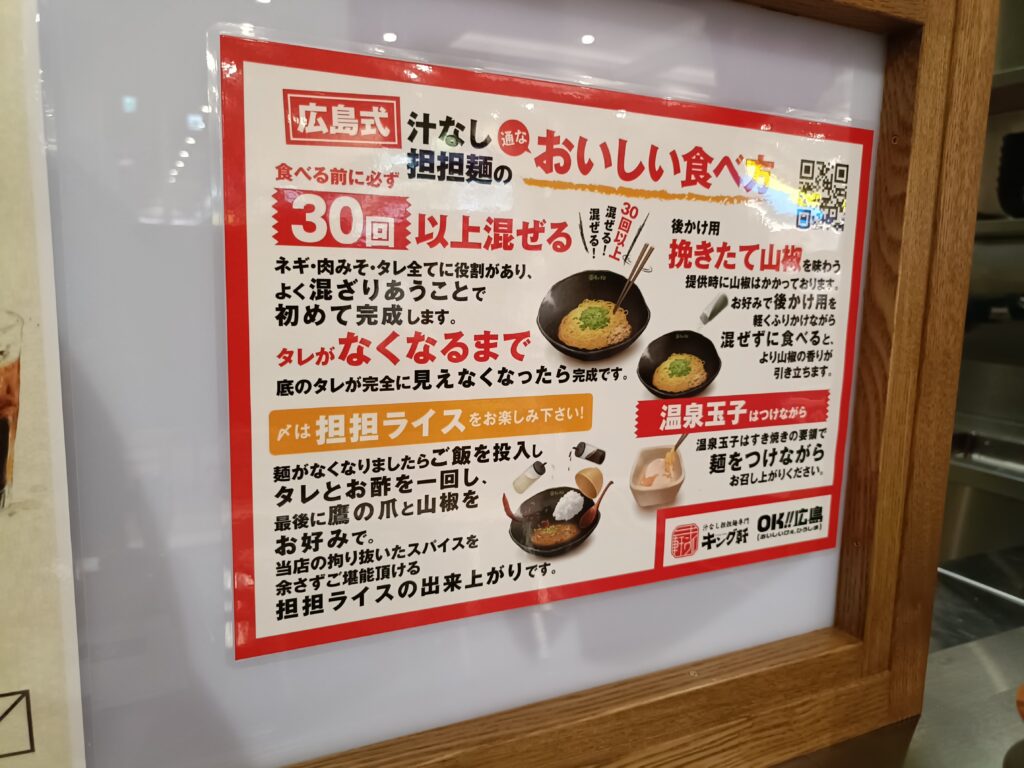 広島式
汁なし
担担麺の
通な
おいしい食べ方
食べる前に必ず
30回以上混ぜる
ネギ・肉みそ・タレ全てに役割があり、
よく混ざりあうことで
初めて完成します。
タレがなくなるまで
底のタレが完全に見えなくなったら完成です。
30回以上
混ぜる!
混ぜる!
後かけ用
挽きたて山椒を味わう
提供時に山椒はかかっております。
お好みで後かけ用を
軽くふりかけながら
混ぜずに食べると、
より山椒の香りが
引き立ちます。
〆は担担ライスをお楽しみ下さい!
麺がなくなりましたらご飯を投入し
タレとお酢を一回し、
最後に鷹の爪と山椒を
お好みで。
当店の拘り抜いたスパイスを
余さずご堪能頂ける
担担ライスの出来上がりです。
温泉玉子はつけながら
温泉玉子はすき焼きの要領で
麺をつけながら
お召し上がりください。
汁なし担担麺専門
キング軒
OK!!広島